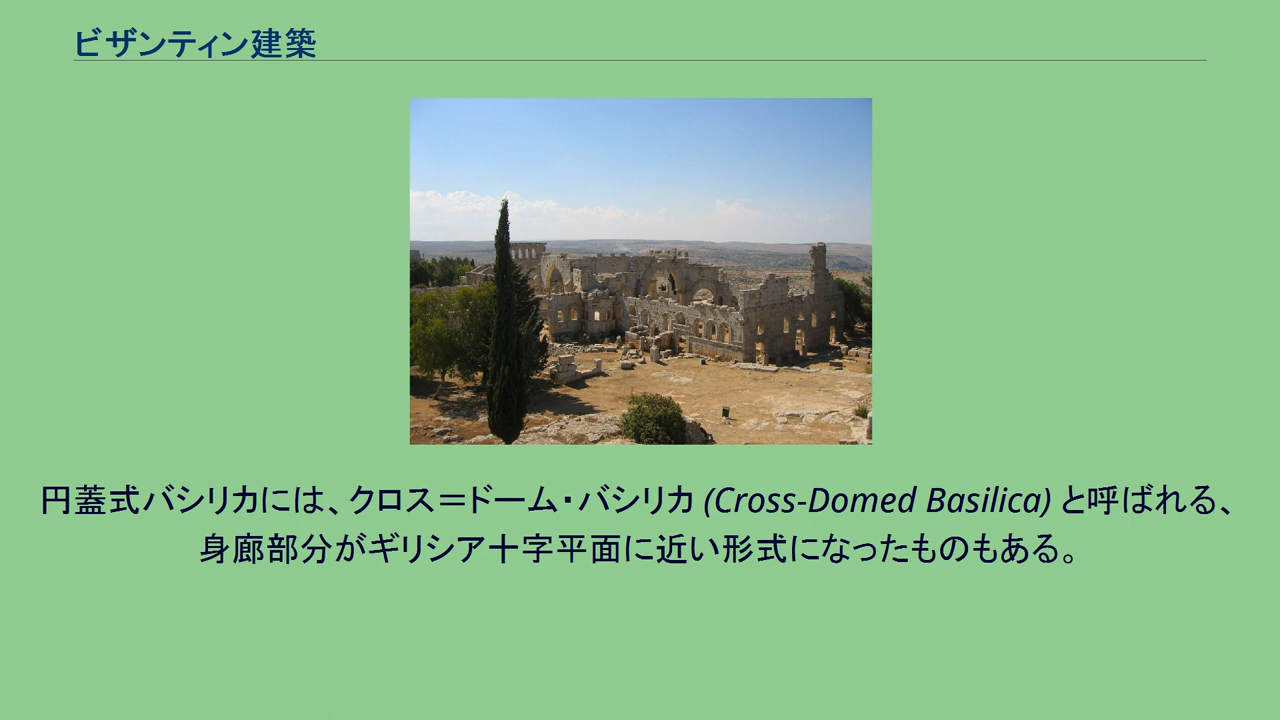 ビザンティン建築
円蓋式バシリカには、クロス＝ドーム・バシリカ (Cross-Domed Basilica) と呼ばれる、
身廊部分がギリシア十字平面に近い形式になったものもある。